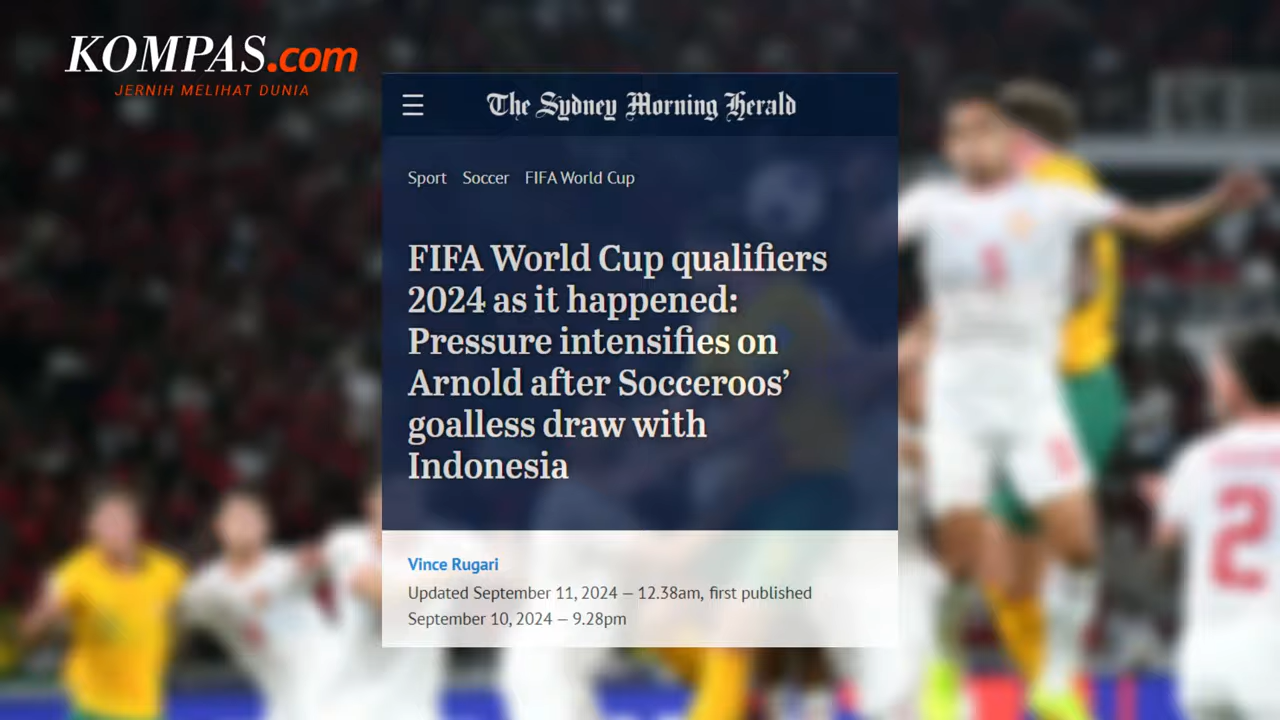 KOMPAS.com
JERNIH MELIHAT DUNIA
The Sydney Morning Herald
Sport Soccer FIFA World Cup
FIFA World Cup qualifiers
2024 as it happened:
Pressure intensifies on
Arnold after Socceroos’
goalless draw with
Indonesia
Vince Rugari
Updated September 11, 2024 — 12.38am, first published
September 10, 2024 — 9.28pm
2